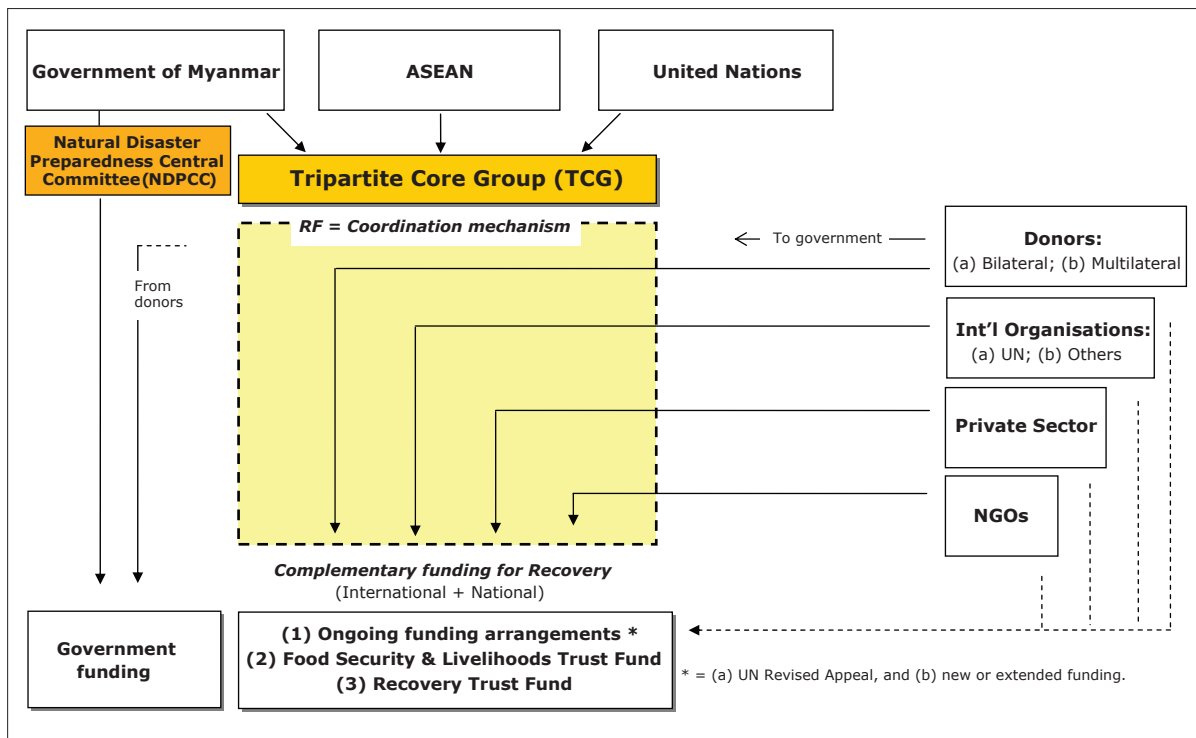 Government of Myanmar
ASEAN
United Nations
Natural Disaster
Preparedness Central
Committee (NDPCC)
Tripartite Core Group (TCG)
RF = Coordination mechanism
To government
Donors:
(a) Bilateral; (b) Multilateral
From
donors
Int'l Organisations:
(a) UN; (b) Others
Private Sector
NGOs
Complementary funding for Recovery
(International + National)
Government
funding
(1) Ongoing funding arrangements *
(2) Food Security & Livelihoods Trust Fund
(3) Recovery Trust Fund
* = (a) UN Revised Appeal, and (b) new or extended funding.